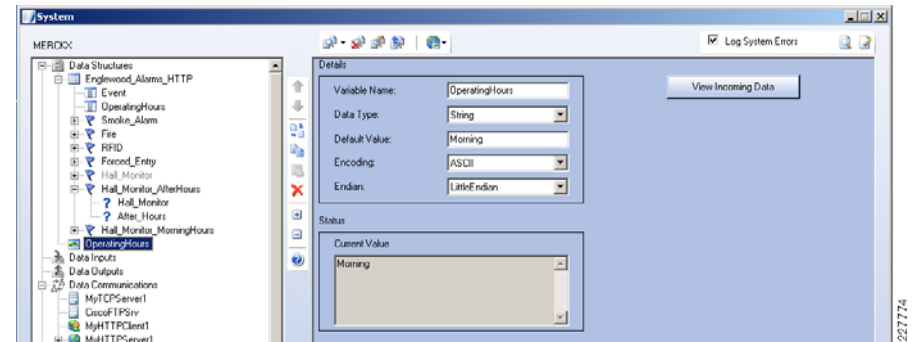 System
MERCKX
Log System Errors
Data Structures
Englewood_Alarms_HTTP
Event
OperatingHours
Smoke_Alarm
Fire
RFID
Forced_Entry
Hall_Monitor
Hall_Monitor_AfterHours
Hall_Monitor
After_Hours
Hall_Monitor_MorningHours
OperatingHours
Data Inputs
Data Outputs
Data Communications
MyTCPServer1
CiscoFTPSrv
MyHTTPClient1
MyHTTPServer1
Details
Variable Name: OperatingHours
Data Type: String
Default Value: Morning
Encoding: ASCII
Endian: LittleEndian
View Incoming Data
Status
Current Value
Morning
227774